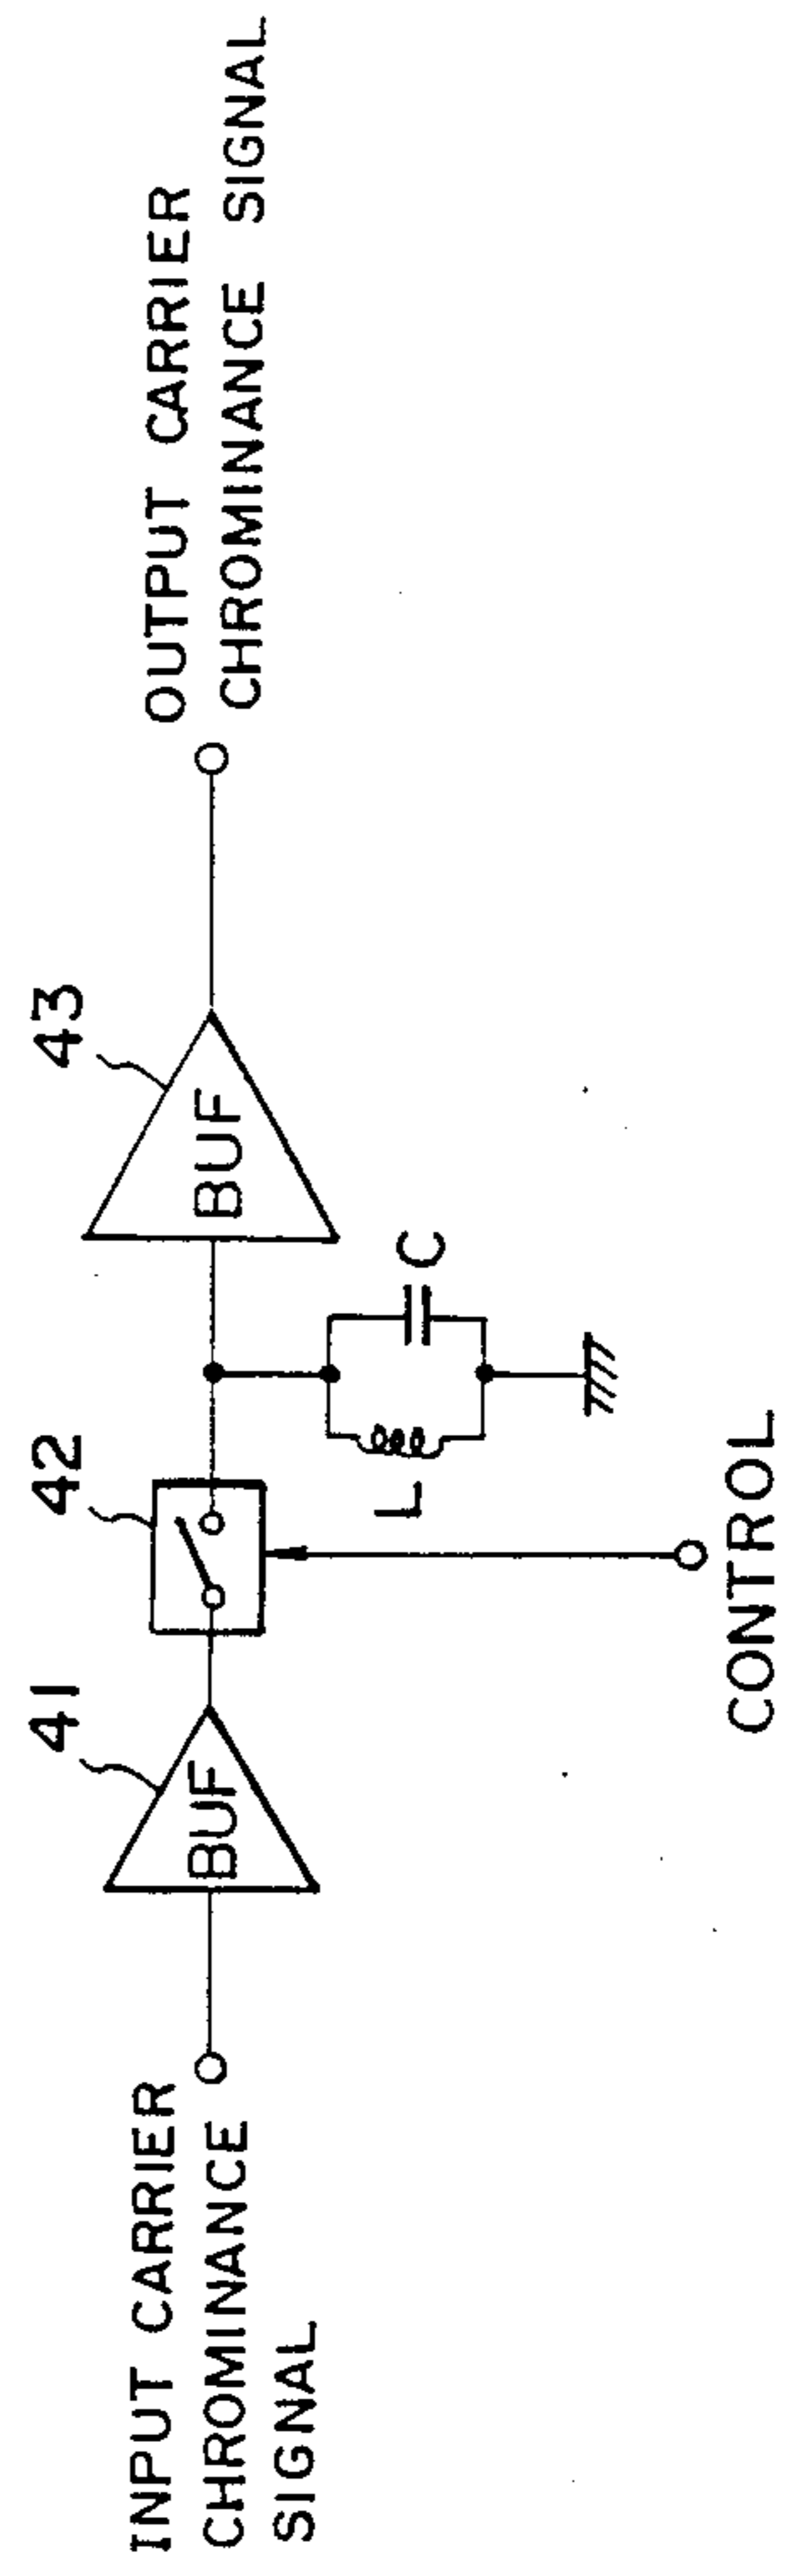 INPUT CARRIER
CHROMINANCE
SIGNAL
BUF
41
42
CONTROL
L
C
BUF
43
OUTPUT CARRIER
CHROMINANCE SIGNAL